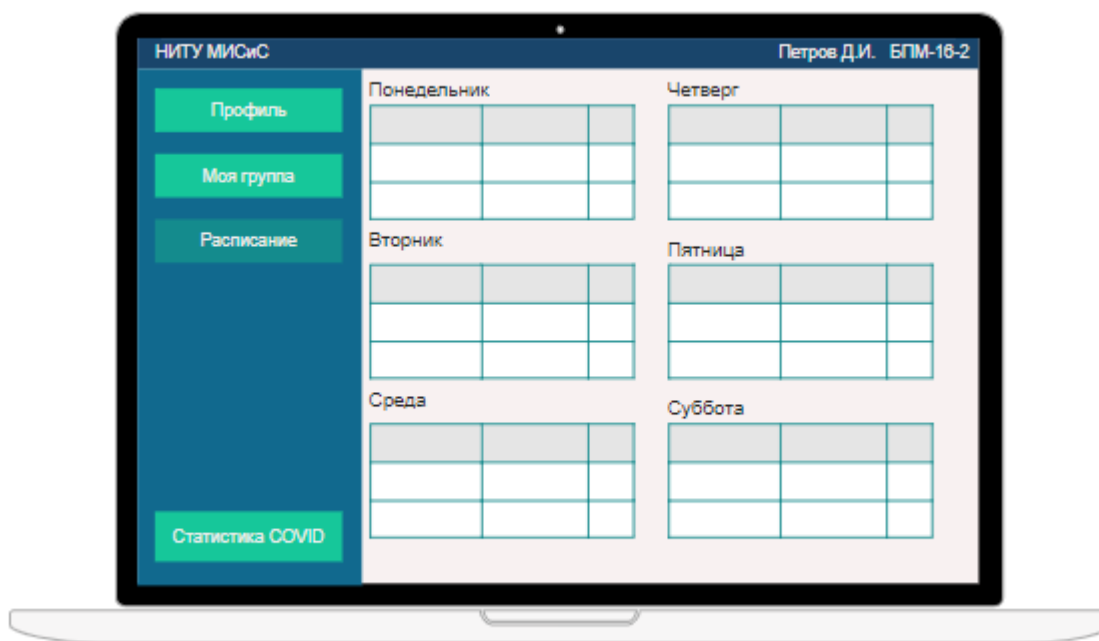 НИТУ МИСиС
Петров Д.И. БПМ-16-2
Профиль
Моя группа
Расписание
Статистика COVID
Понедельник
Четверг
Вторник
Пятница
Среда
Суббота